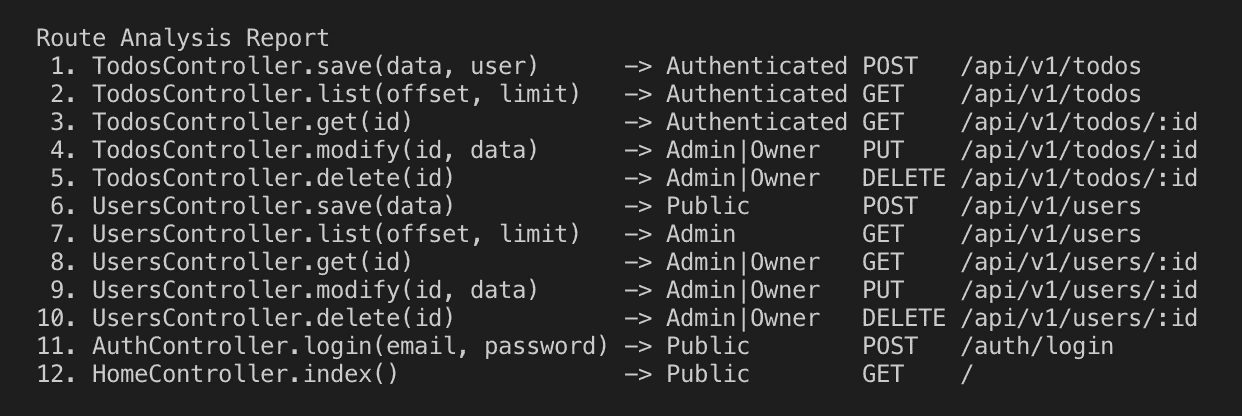 Route Analysis Report
 1. TodosController.save(data, user)      –> Authenticated POST   /api/v1/todos
 2. TodosController.list(offset, limit)   –> Authenticated GET    /api/v1/todos
 3. TodosController.get(id)               –> Authenticated GET    /api/v1/todos/:id
 4. TodosController.modify(id, data)      –> Admin|Owner   PUT    /api/v1/todos/:id
 5. TodosController.delete(id)            –> Admin|Owner   DELETE /api/v1/todos/:id
 6. UsersController.save(data)            –> Public        POST   /api/v1/users
 7. UsersController.list(offset, limit)   –> Admin         GET    /api/v1/users
 8. UsersController.get(id)               –> Admin|Owner   GET    /api/v1/users/:id
 9. UsersController.modify(id, data)      –> Admin|Owner   PUT    /api/v1/users/:id
10. UsersController.delete(id)            –> Admin|Owner   DELETE /api/v1/users/:id
11. AuthController.login(email, password) –> Public        POST   /auth/login
12. HomeController.index()                –> Public        GET    /